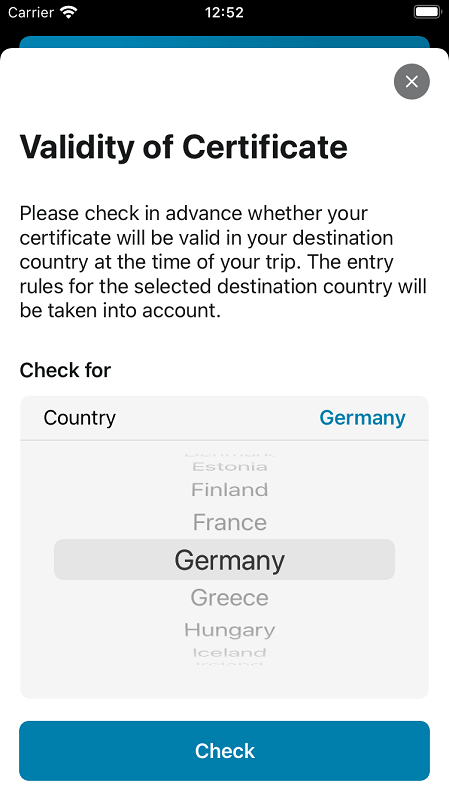 Carrier 12:52
Validity of Certificate
Please check in advance whether your
certificate will be valid in your destination
country at the time of your trip. The entry
rules for the selected destination country will
be taken into account.
Check for
Country Germany
Denmark
Estonia
Finland
France
Germany
Greece
Hungary
Iceland
Ireland
Check